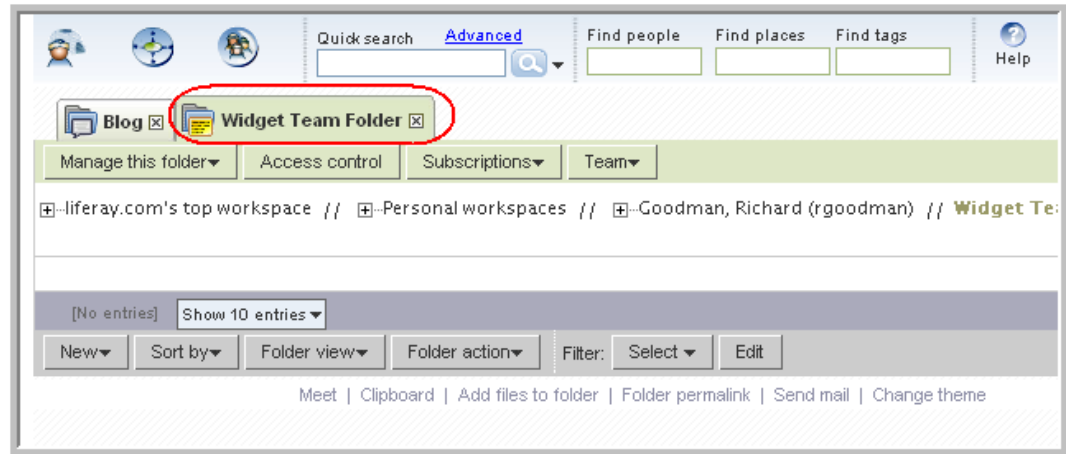 Quick search Advanced Find people Find places Find tags
Help
Blog Widget Team Folder
Manage this folder Access control Subscriptions Team
liferay.com's top workspace // Personal workspaces // Goodman, Richard (rgoodman) // Widget Te
[No entries] Show 10 entries
New Sort by Folder view Folder action Filter: Select Edit
Meet | Clipboard | Add files to folder | Folder permalink | Send mail | Change theme